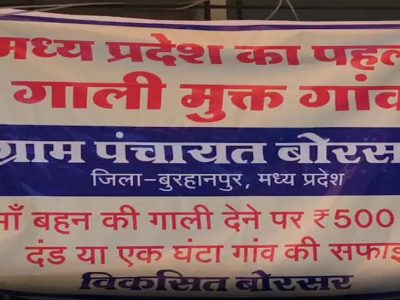 मध्य प्रदेश का पहल
गाली मुक्त गांव
ग्राम पंचायत बोरस
जिला-बुरहानपुर, मध्य प्रदेश
माँ बहन की गाली देने पर ₹500
दंड या एक घंटा गांव की सफाई
विकसित बोरसर